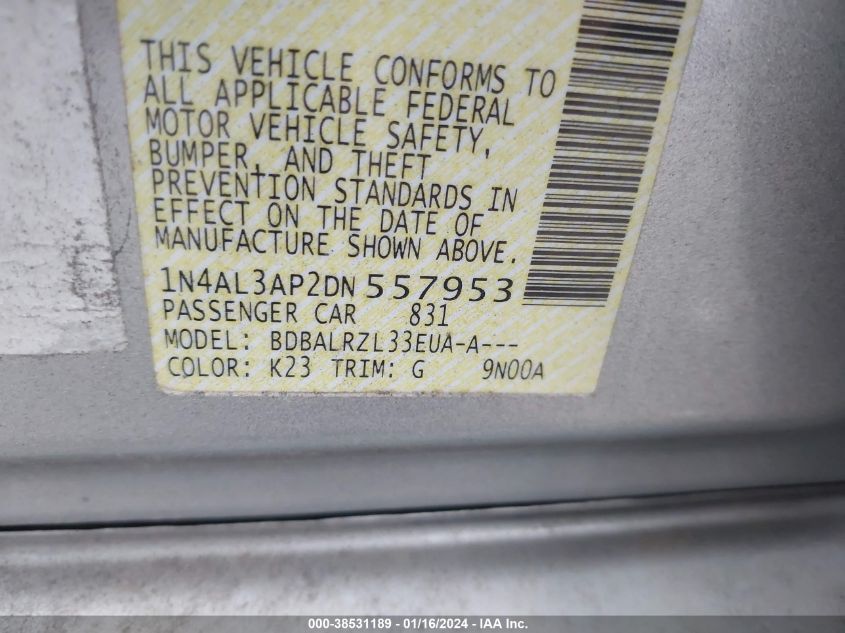 THIS VEHICLE CONFORMS TO
ALL APPLICABLE FEDERAL
MOTOR VEHICLE SAFETY,
BUMPER, AND THEFT
PREVENTION STANDARDS IN
EFFECT ON THE DATE OF
MANUFACTURE SHOWN ABOVE.
1N4AL3AP2DN557953
PASSENGER CAR 831
MODEL: BDBALRZL33EUA-A---
COLOR: K23 TRIM: G 9N00A
000-38531189 - 01/16/2024 - IAA Inc.